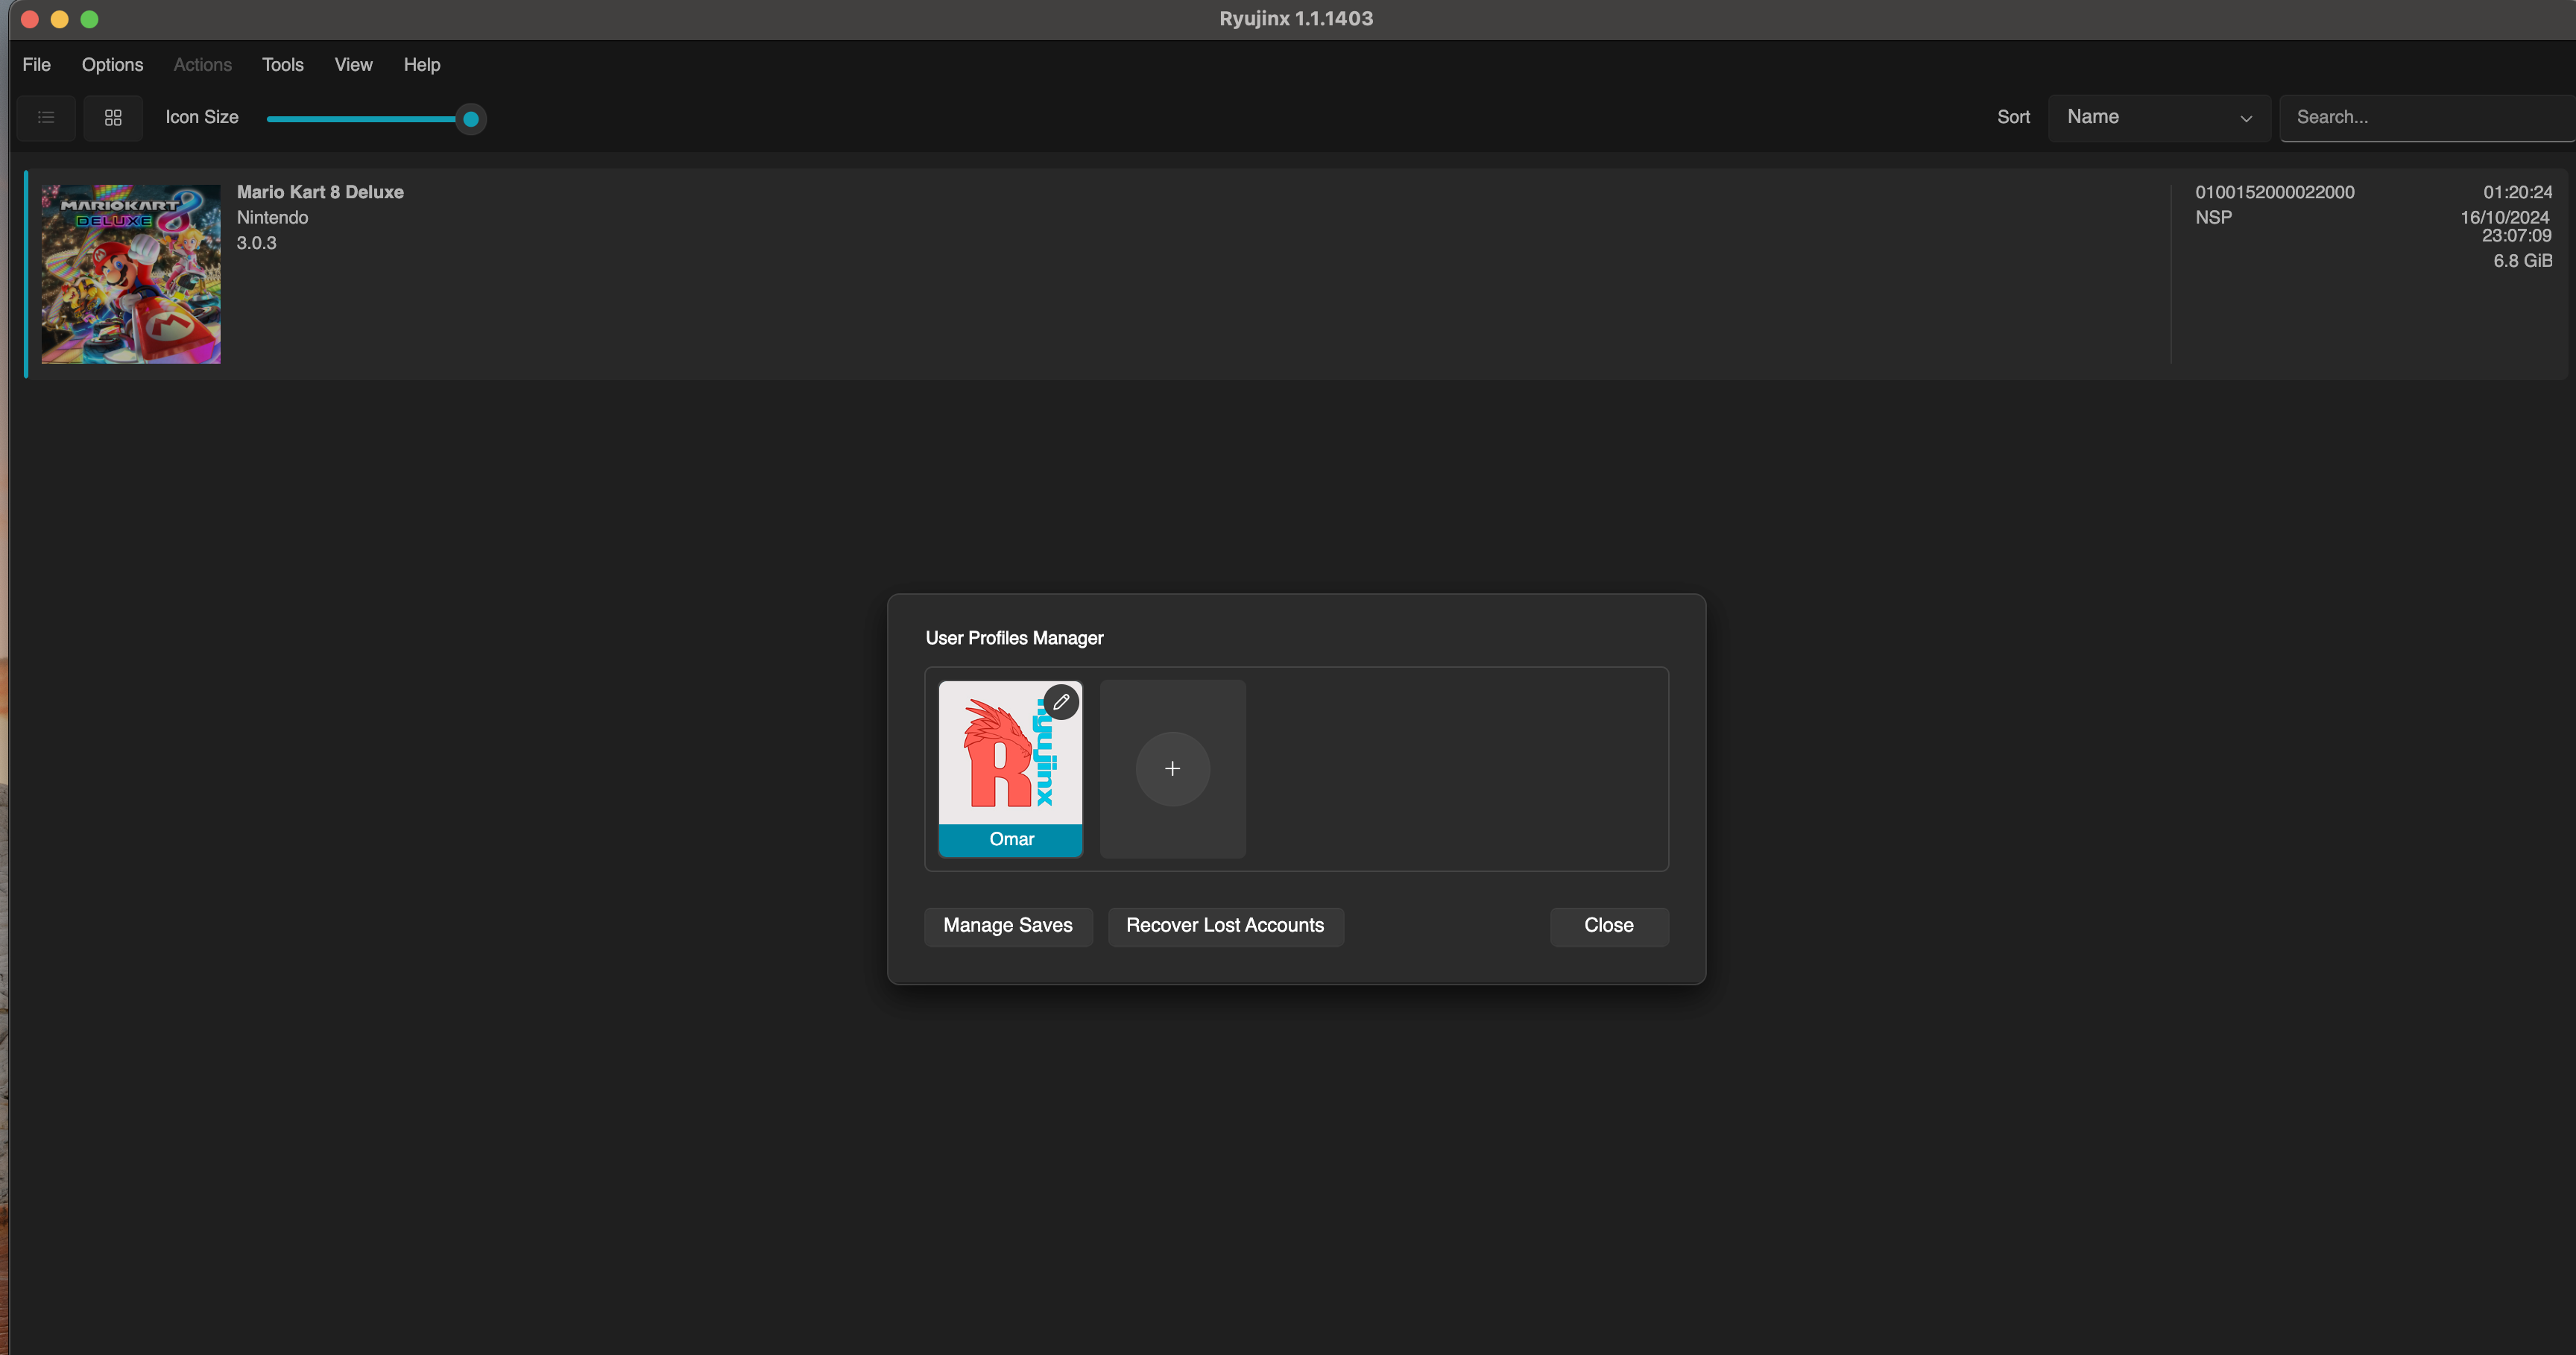 Ryujinx 1.1.1403
File Options Actions Tools View Help
Icon Size
Sort Name Search...
MARIOKART 8
DELUXE
Mario Kart 8 Deluxe
Nintendo
3.0.3
0100152000022000 01:20:24
NSP 16/10/2024
23:07:09
6.8 GiB
User Profiles Manager
R
Ryujinx
Omar
Manage Saves Recover Lost Accounts Close